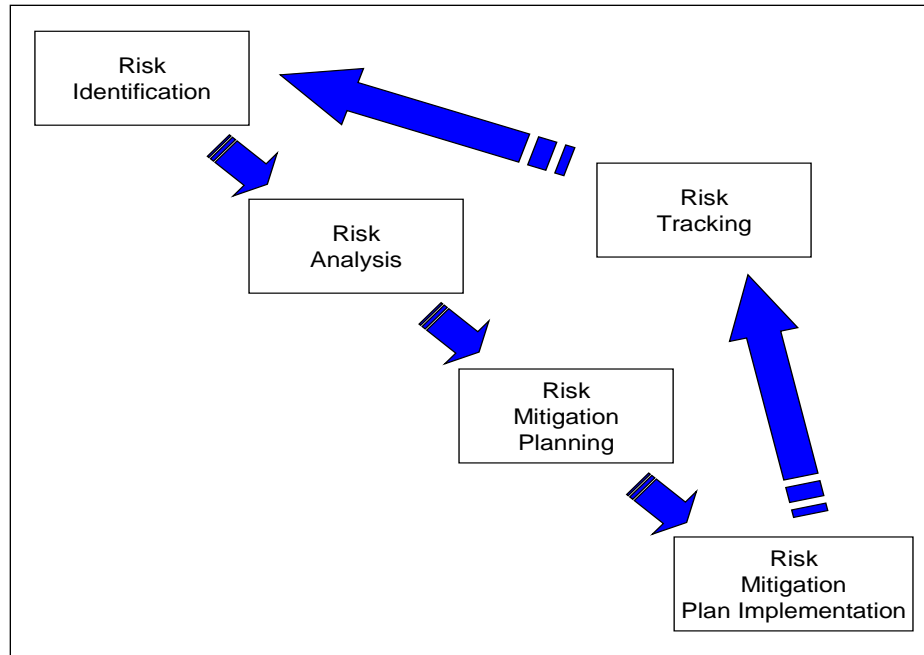 Risk
Identification
Risk
Analysis
Risk
Tracking
Risk
Mitigation
Planning
Risk
Mitigation
Plan Implementation